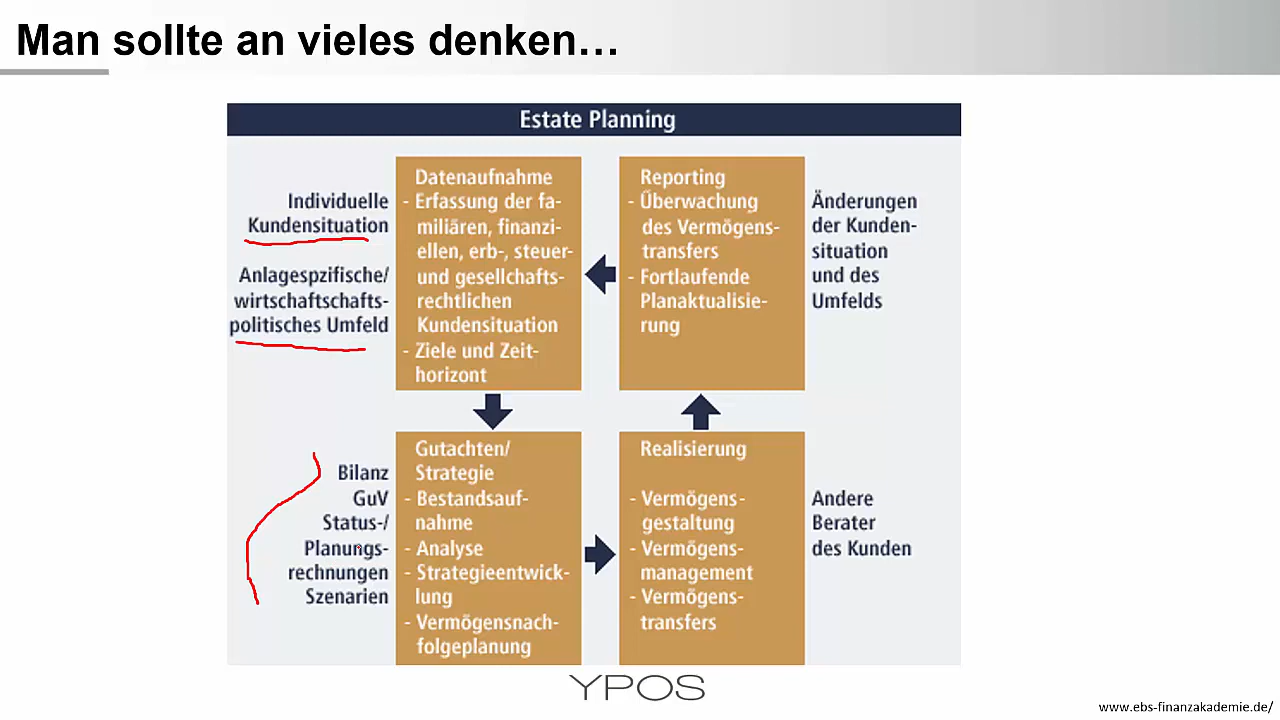 Man sollte an vieles denken…
Estate Planning
Individuelle
Kundensituation
Anlagespzifische/
wirtschaftschafts-
politisches Umfeld
Datenaufnahme
- Erfassung der fa-
miliären, finanzi-
ellen, erb-, steuer-
und gesellchafts-
rechtlichen
Kundensituation
- Ziele und Zeit-
horizont
Reporting
- Überwachung
des Vermögens-
transfers
- Fortlaufende
Planaktualisie-
rung
Änderungen
der Kunden-
situation
und des
Umfelds
Bilanz
GuV
Status-/
Planungs-
rechnungen
Szenarien
Gutachten/
Strategie
- Bestandsauf-
nahme
- Analyse
- Strategieentwick-
lung
- Vermögensnach-
folgeplanung
Realisierung
- Vermögens-
gestaltung
- Vermögens-
management
- Vermögens-
transfers
Andere
Berater
des Kunden
YPOS
www.ebs-finanzakademie.de/